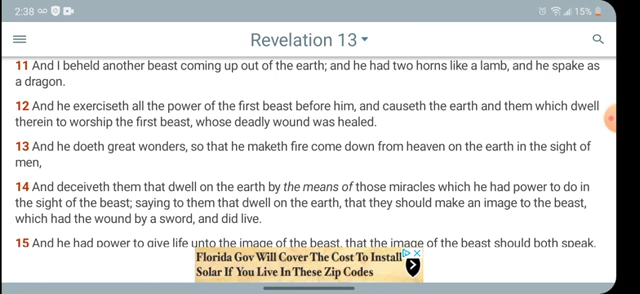 2:38 15%
Revelation 13
11 And I beheld another beast coming up out of the earth; and he had two horns like a lamb, and he spake as
a dragon.
12 And he exerciseth all the power of the first beast before him, and causeth the earth and them which dwell
therein to worship the first beast, whose deadly wound was healed.
13 And he doeth great wonders, so that he maketh fire come down from heaven on the earth in the sight of
men,
14 And deceiveth them that dwell on the earth by the means of those miracles which he had power to do in
the sight of the beast; saying to them that dwell on the earth, that they should make an image to the beast,
which had the wound by a sword, and did live.
15 And he had power to give life unto the image of the beast, that the image of the beast should both speak,
Florida Gov Will Cover The Cost To Install
Solar If You Live In These Zip Codes